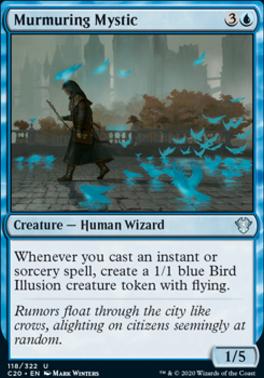 Murmuring Mystic 3
Creature — Human Wizard
Whenever you cast an instant or
sorcery spell, create a 1/1 blue Bird
Illusion creature token with flying.
Rumors float through the city like
crows, alighting on citizens seemingly at
random.
1/5
118/322 U
C20 • EN MARK WINTERS
™ & © 2020 Wizards of the Coast